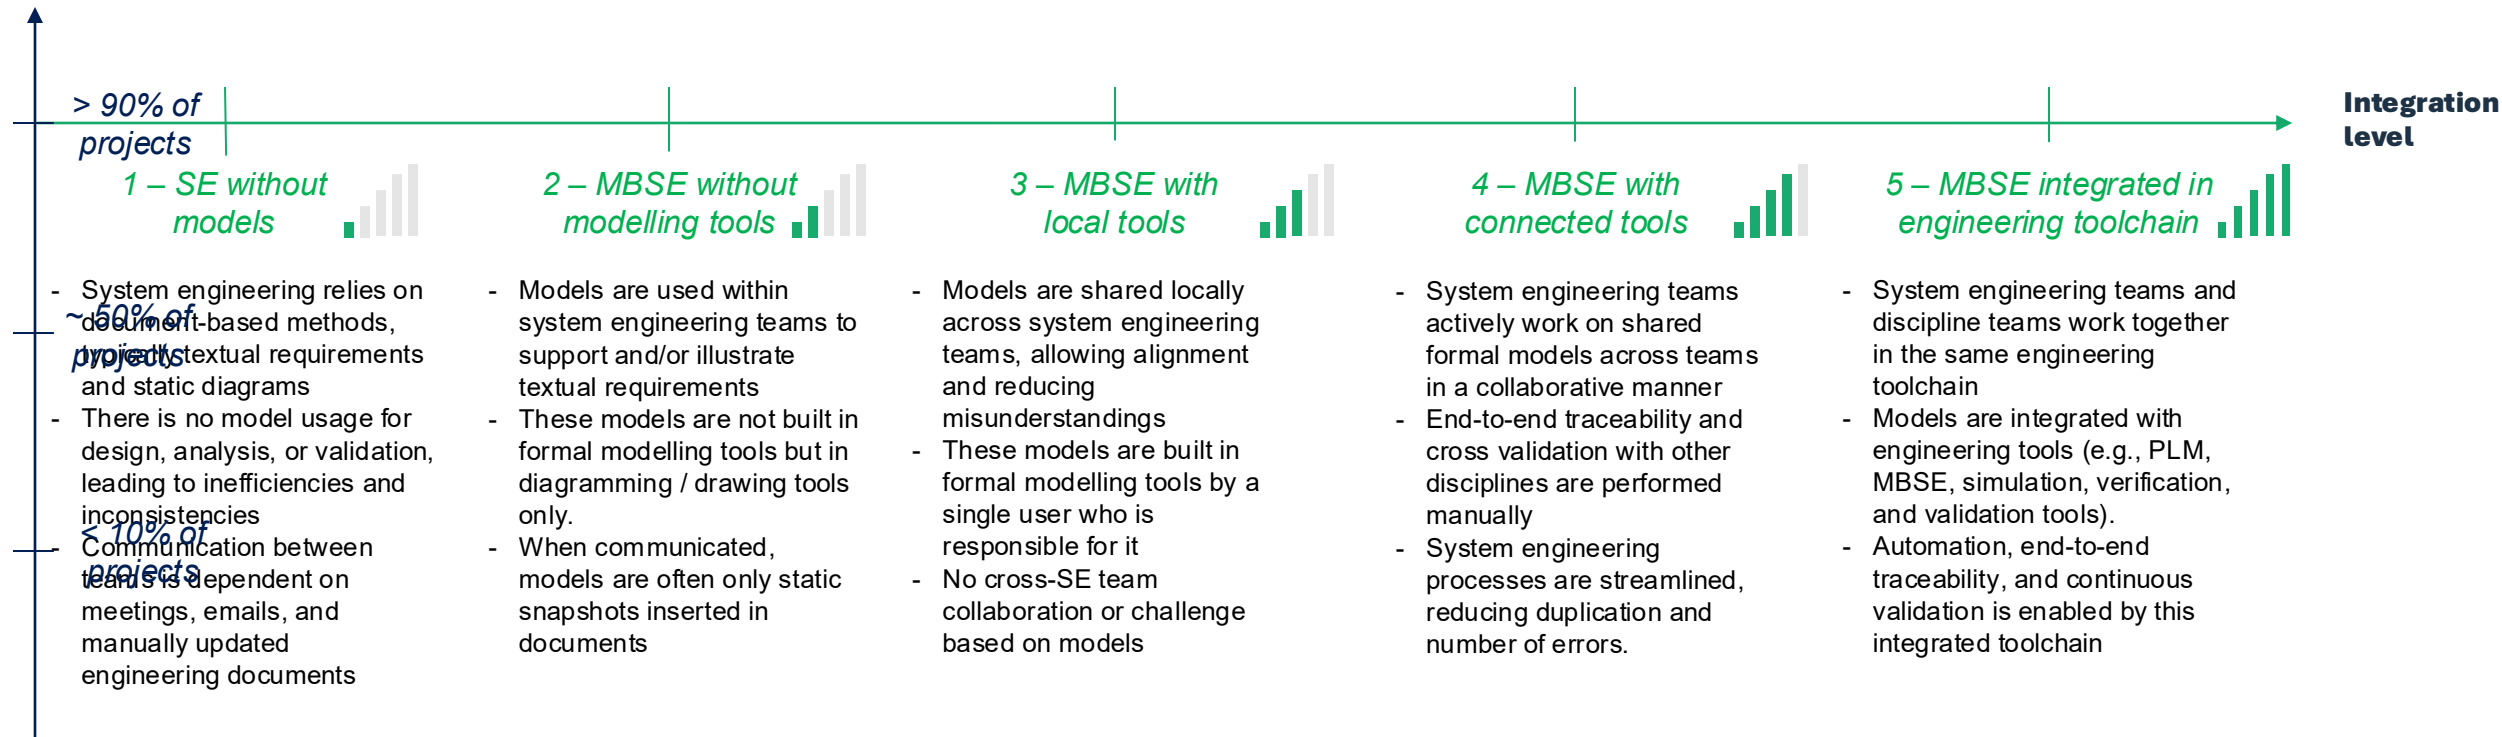 > 90% of
projects
Integration
level
1 – SE without
models
2 – MBSE without
modelling tools
3 – MBSE with
local tools
4 – MBSE with
connected tools
5 – MBSE integrated in
engineering toolchain
~ 50% of
projects
< 10% of
projects
- System engineering relies on
document-based methods,
typically textual requirements
and static diagrams
- There is no model usage for
design, analysis, or validation,
leading to inefficiencies and
inconsistencies
- Communication between
teams is dependent on
meetings, emails, and
manually updated
engineering documents
- Models are used within
system engineering teams to
support and/or illustrate
textual requirements
- These models are not built in
formal modelling tools but in
diagramming / drawing tools
only.
- When communicated,
models are often only static
snapshots inserted in
documents
- Models are shared locally
across system engineering
teams, allowing alignment
and reducing
misunderstandings
- These models are built in
formal modelling tools by a
single user who is
responsible for it
- No cross-SE team
collaboration or challenge
based on models
- System engineering teams
actively work on shared
formal models across teams
in a collaborative manner
- End-to-end traceability and
cross validation with other
disciplines are performed
manually
- System engineering
processes are streamlined,
reducing duplication and
number of errors.
- System engineering teams and
discipline teams work together
in the same engineering
toolchain
- Models are integrated with
engineering tools (e.g., PLM,
MBSE, simulation, verification,
and validation tools).
- Automation, end-to-end
traceability, and continuous
validation is enabled by this
integrated toolchain